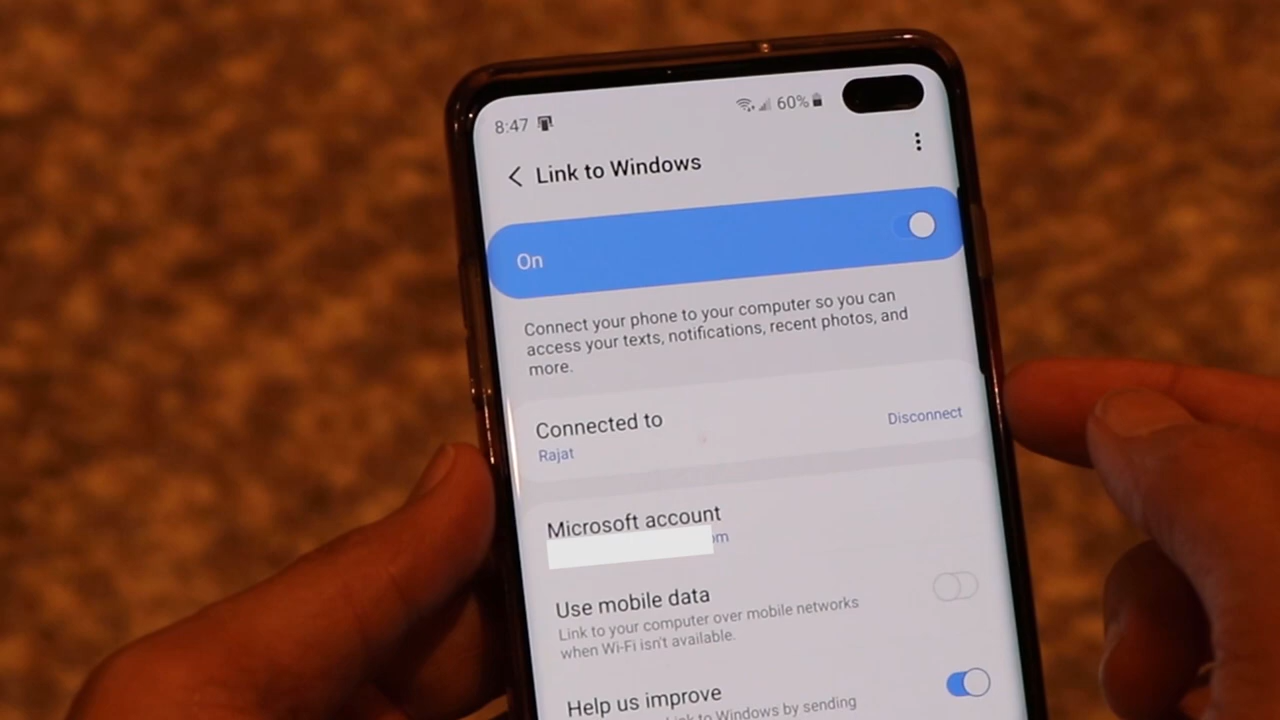 8:47 60%
Link to Windows
On
Connect your phone to your computer so you can
access your texts, notifications, recent photos, and
more.
Connected to
Disconnect
Rajat
Microsoft account
om
Use mobile data
Link to your computer over mobile networks
when Wi-Fi isn't available.
Help us improve
Link to Windows by sending